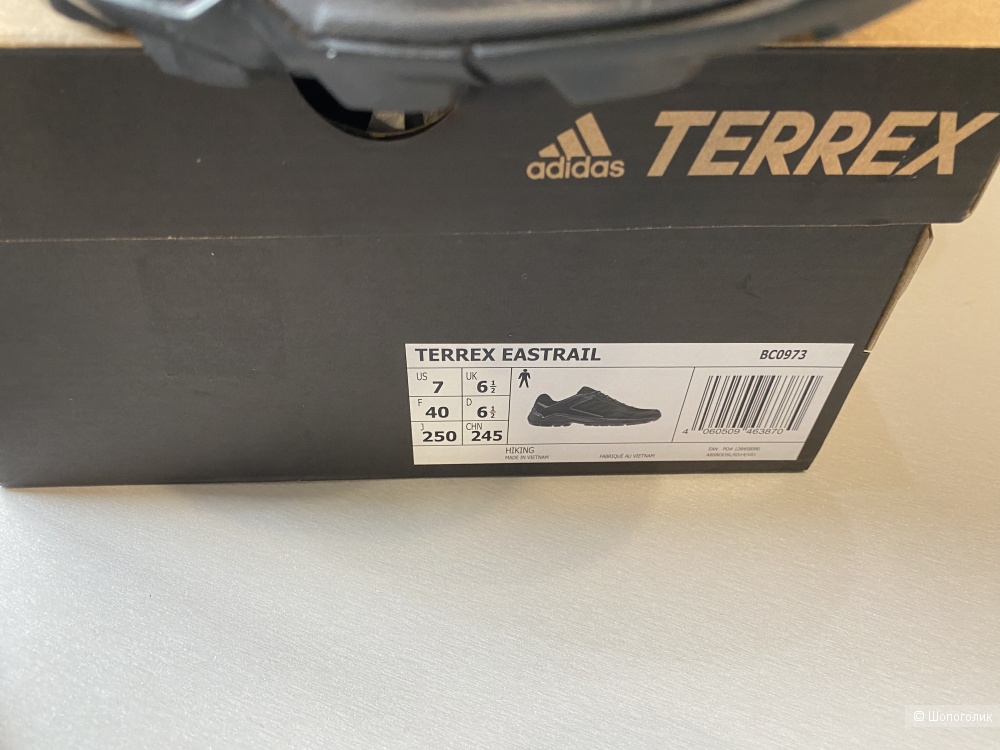 adidas TERREX
TERREX EASTRAIL BC0973
US 7 UK 6½
F 40 D 6½
J 250 CHN 245
4 060509 463870
HIKING
MADE IN VIETNAM FABRIQUÉ AU VIETNAM
© Шопоголик